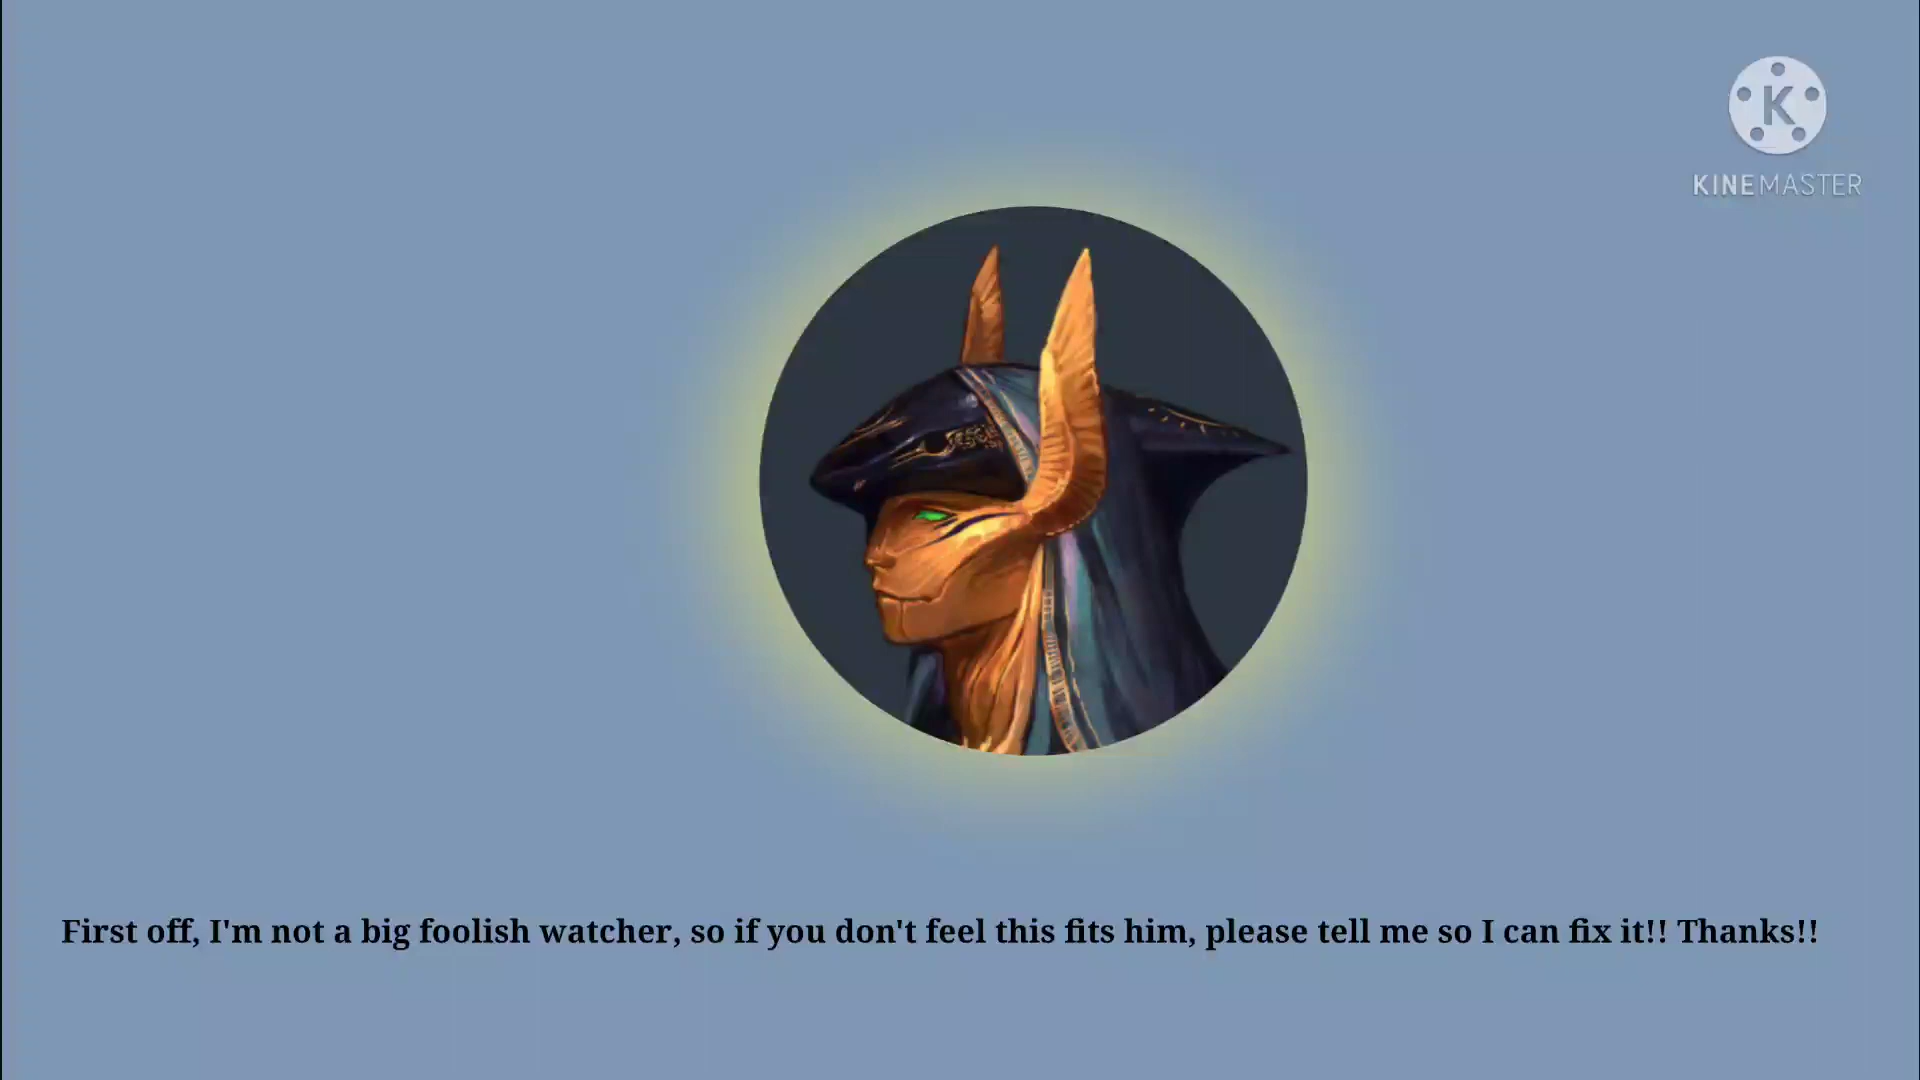 K
KINEMASTER
First off, I'm not a big foolish watcher, so if you don't feel this fits him, please tell me so I can fix it!! Thanks!!